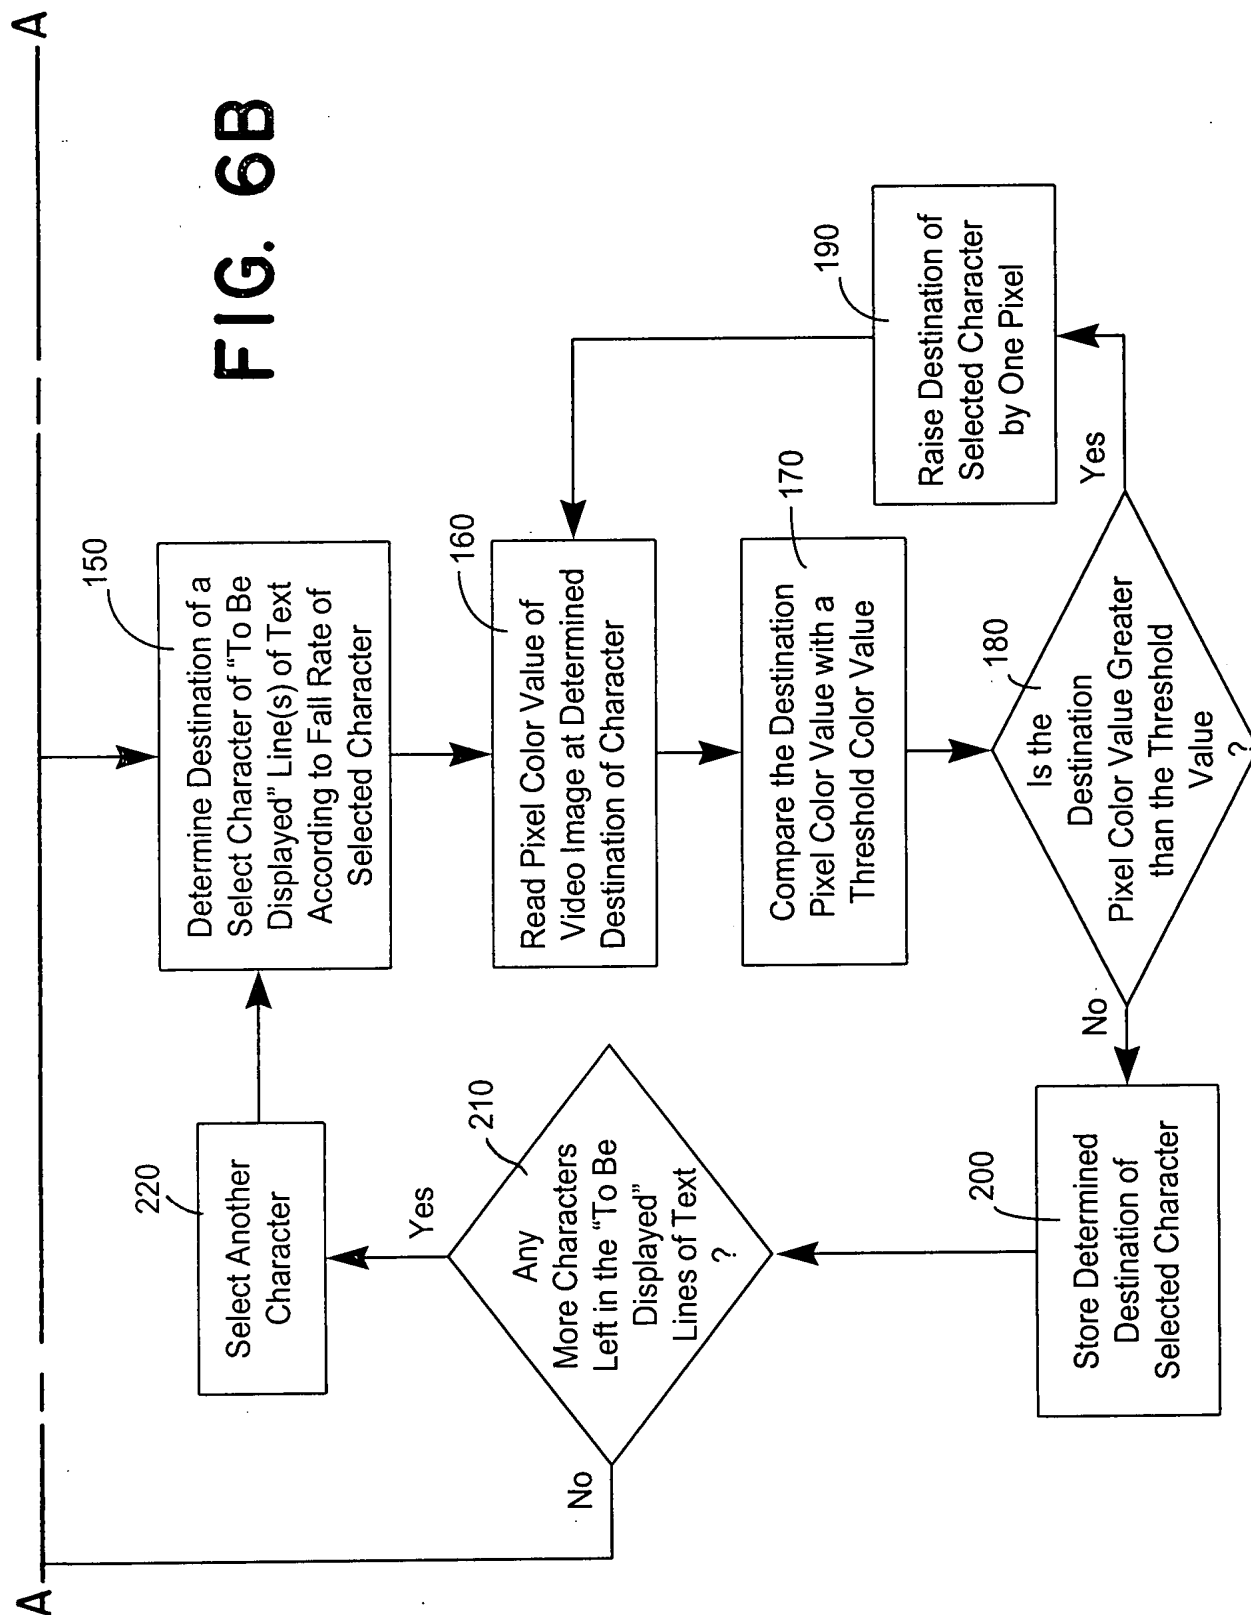 A
A
FIG. 6B
150
Determine Destination of a
Select Character of “To Be
Displayed” Line(s) of Text
According to Fall Rate of
Selected Character
160
Read Pixel Color Value of
Video Image at Determined
Destination of Character
170
Compare the Destination
Pixel Color Value with a
Threshold Color Value
180
Is the
Destination
Pixel Color Value Greater
than the Threshold
Value
?
Yes
190
Raise Destination of
Selected Character
by One Pixel
No
200
Store Determined
Destination of
Selected Character
210
Any
More Characters
Left in the “To Be
Displayed”
Lines of Text
?
Yes
220
Select Another
Character
No